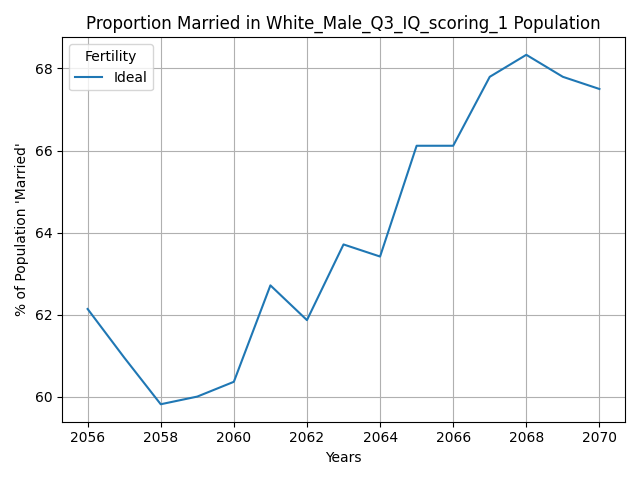 Proportion Married in White_Male_Q3_IQ_scoring_1 Population
Fertility
Ideal
% of Population 'Married'
68
66
64
62
60
2056 2058 2060 2062 2064 2066 2068 2070
Years